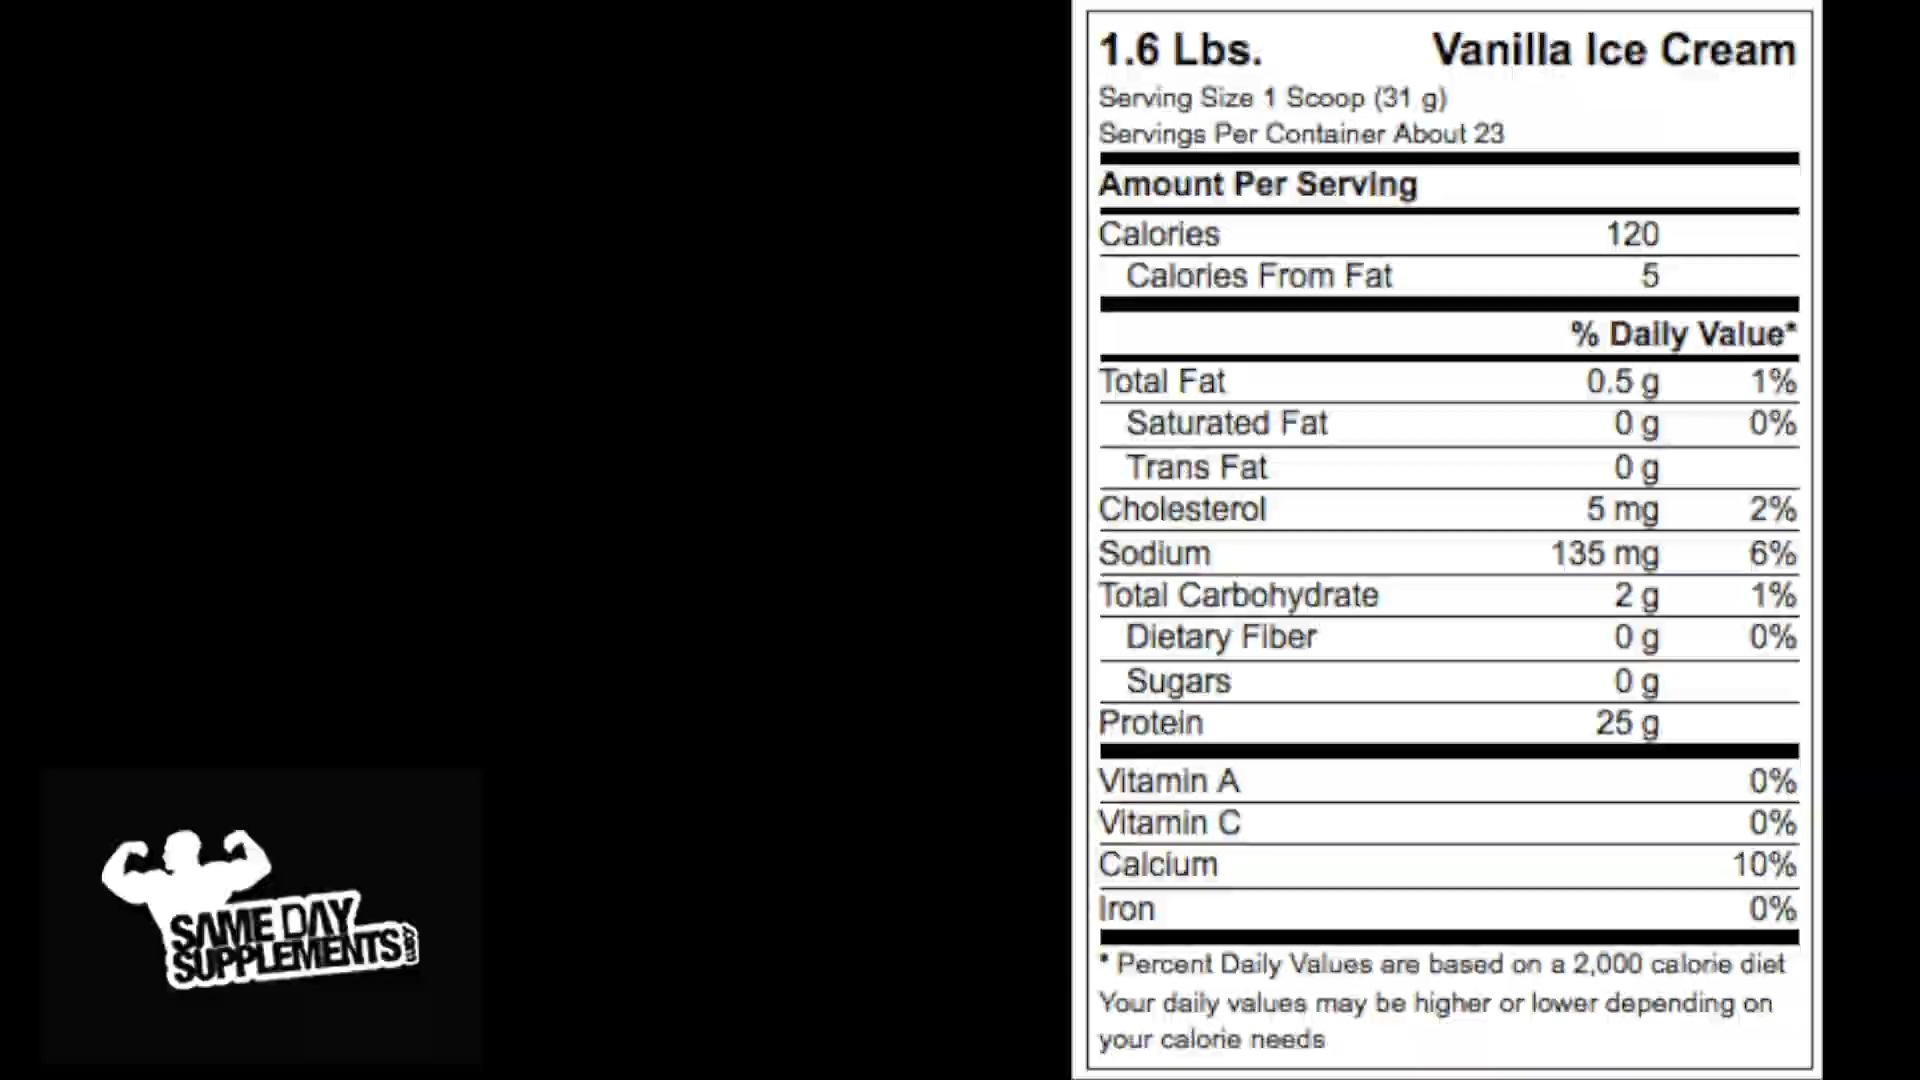 1.6 Lbs. Vanilla Ice Cream
Serving Size 1 Scoop (31 g)
Servings Per Container About 23
Amount Per Serving
Calories 120
Calories From Fat 5
% Daily Value*
Total Fat 0.5 g 1%
Saturated Fat 0 g 0%
Trans Fat 0 g
Cholesterol 5 mg 2%
Sodium 135 mg 6%
Total Carbohydrate 2 g 1%
Dietary Fiber 0 g 0%
Sugars 0 g
Protein 25 g
Vitamin A 0%
Vitamin C 0%
Calcium 10%
Iron 0%
* Percent Daily Values are based on a 2,000 calorie diet
Your daily values may be higher or lower depending on
your calorie needs
SAME DAY
SUPPLEMENTS.com